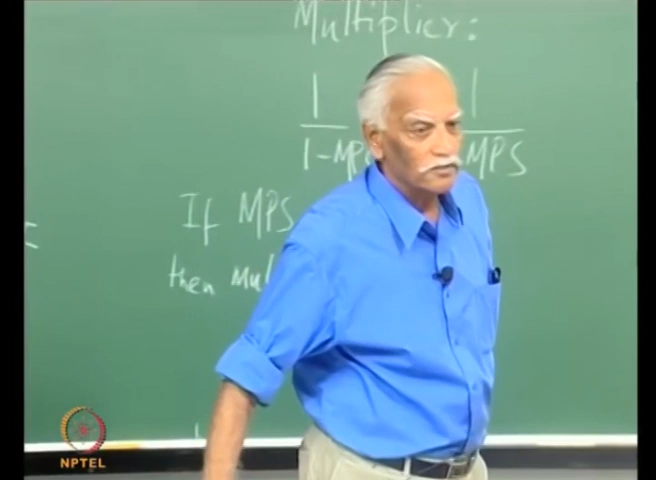 Multiplier:
1 1
1-MP MPS
If MPS
then Mul
NPTEL